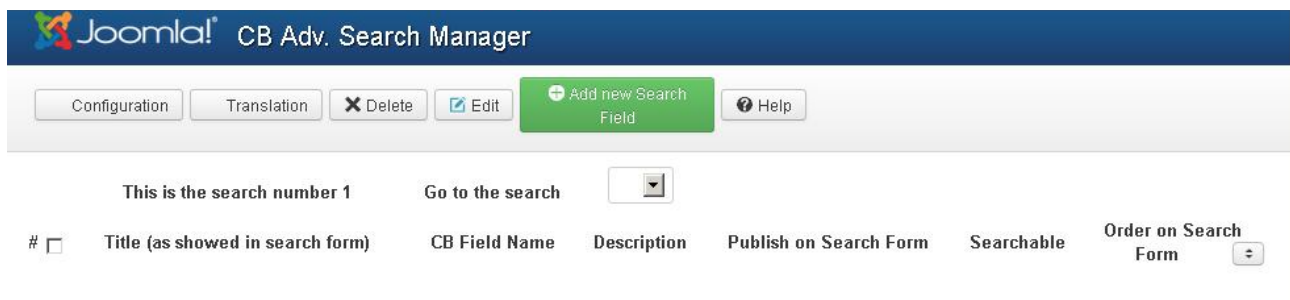 Joomla! CB Adv. Search Manager
Configuration Translation Delete Edit Add new Search Field Help
This is the search number 1 Go to the search
# Title (as showed in search form) CB Field Name Description Publish on Search Form Searchable Order on Search Form